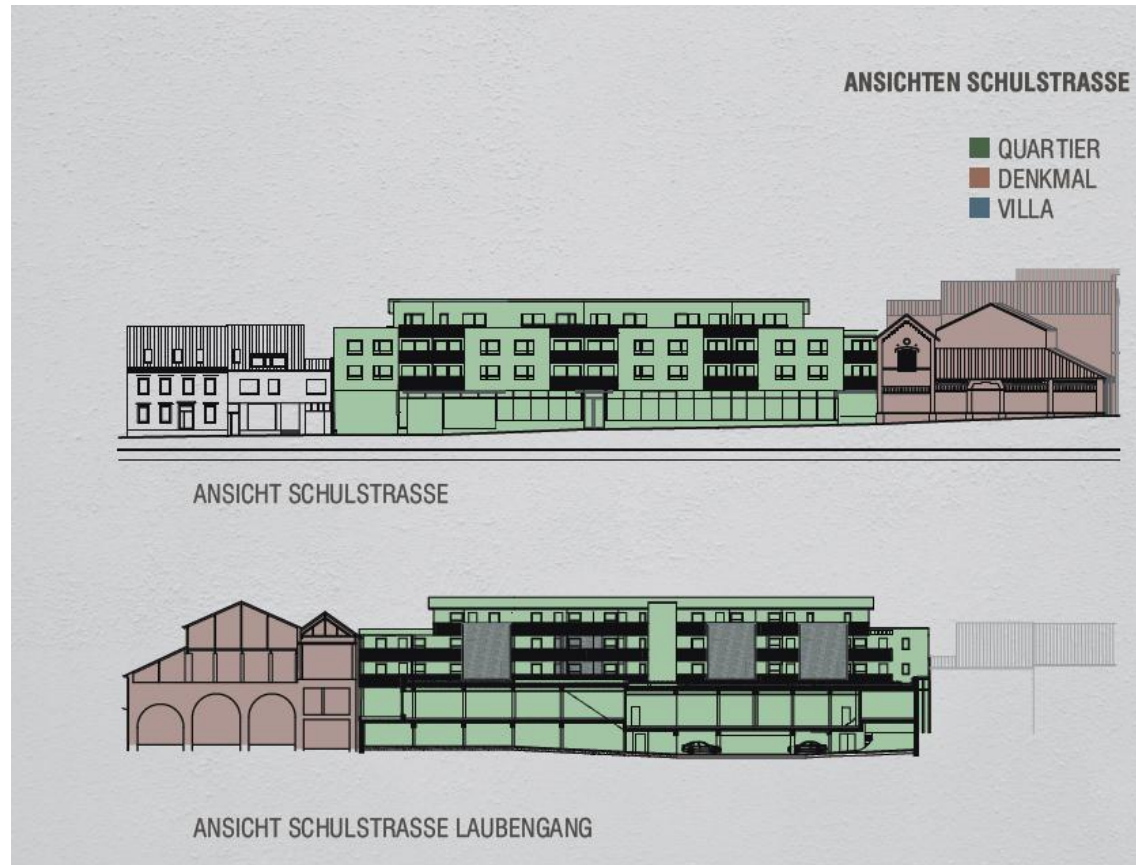 ANSICHTEN SCHULSTRASSE
QUARTIER
DENKMAL
VILLA
ANSICHT SCHULSTRASSE
ANSICHT SCHULSTRASSE LAUBENGANG